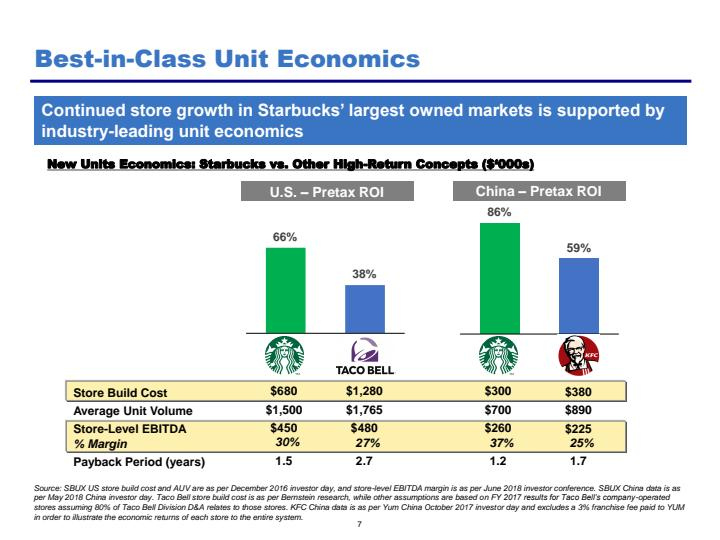 Best-in-Class Unit Economics
Continued store growth in Starbucks’ largest owned markets is supported by
industry-leading unit economics
New Units Economics: Starbucks vs. Other High-Return Concepts ($’000s)
U.S. – Pretax ROI
China – Pretax ROI
66%
38%
86%
59%
TACO BELL
KFC
Store Build Cost $680 $1,280 $300 $380
Average Unit Volume $1,500 $1,765 $700 $890
Store-Level EBITDA $450 $480 $260 $225
% Margin 30% 27% 37% 25%
Payback Period (years) 1.5 2.7 1.2 1.7
Source: SBUX US store build cost and AUV are as per December 2016 investor day, and store-level EBITDA margin is as per June 2018 investor conference. SBUX China data is as
per May 2018 China investor day. Taco Bell store build cost is as per Bernstein research, while other assumptions are based on FY 2017 results for Taco Bell’s company-operated
stores assuming 80% of Taco Bell Division D&A relates to those stores. KFC China data is as per Yum China October 2017 investor day and excludes a 3% franchise fee paid to YUM
in order to illustrate the economic returns of each store to the entire system.
7